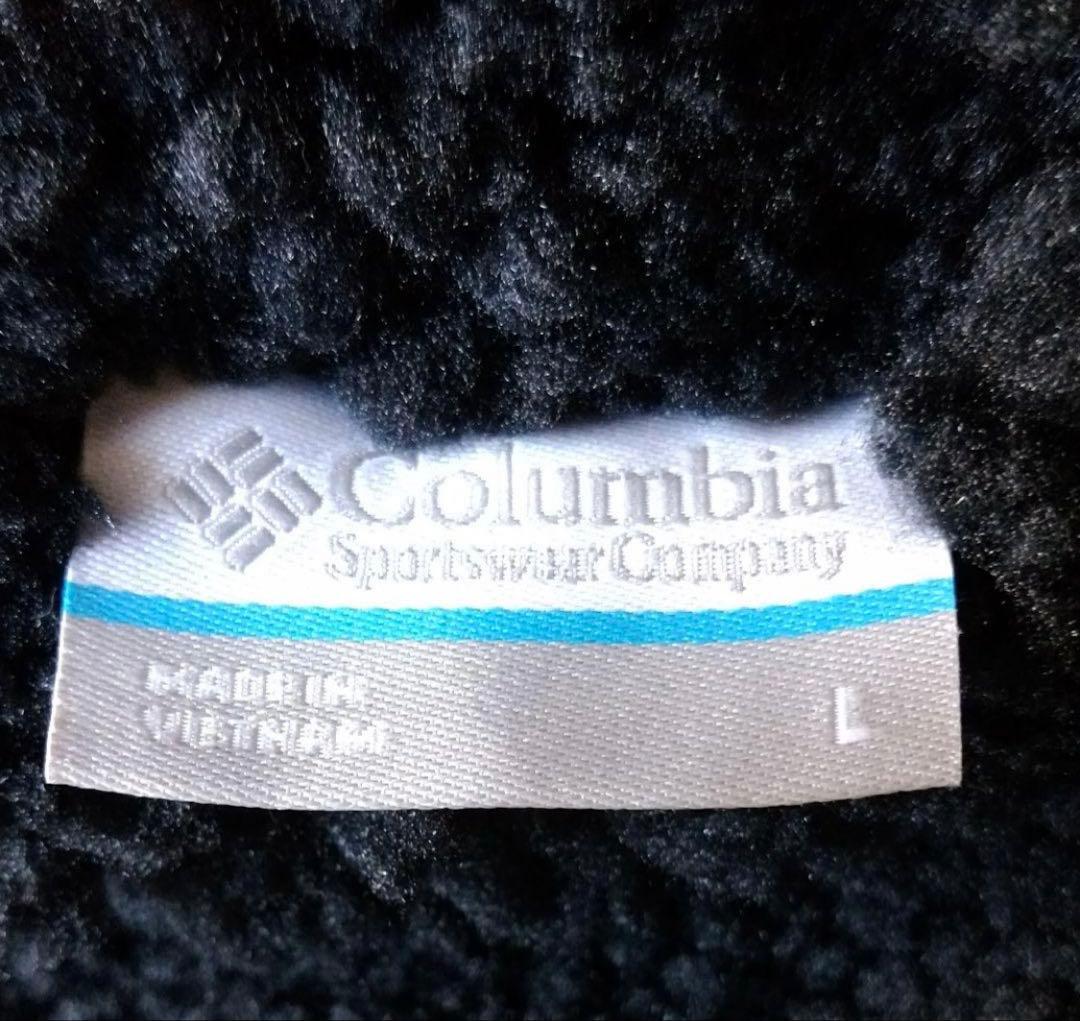 Columbia
Sportswear Company
MADE IN
VIETNAM
L